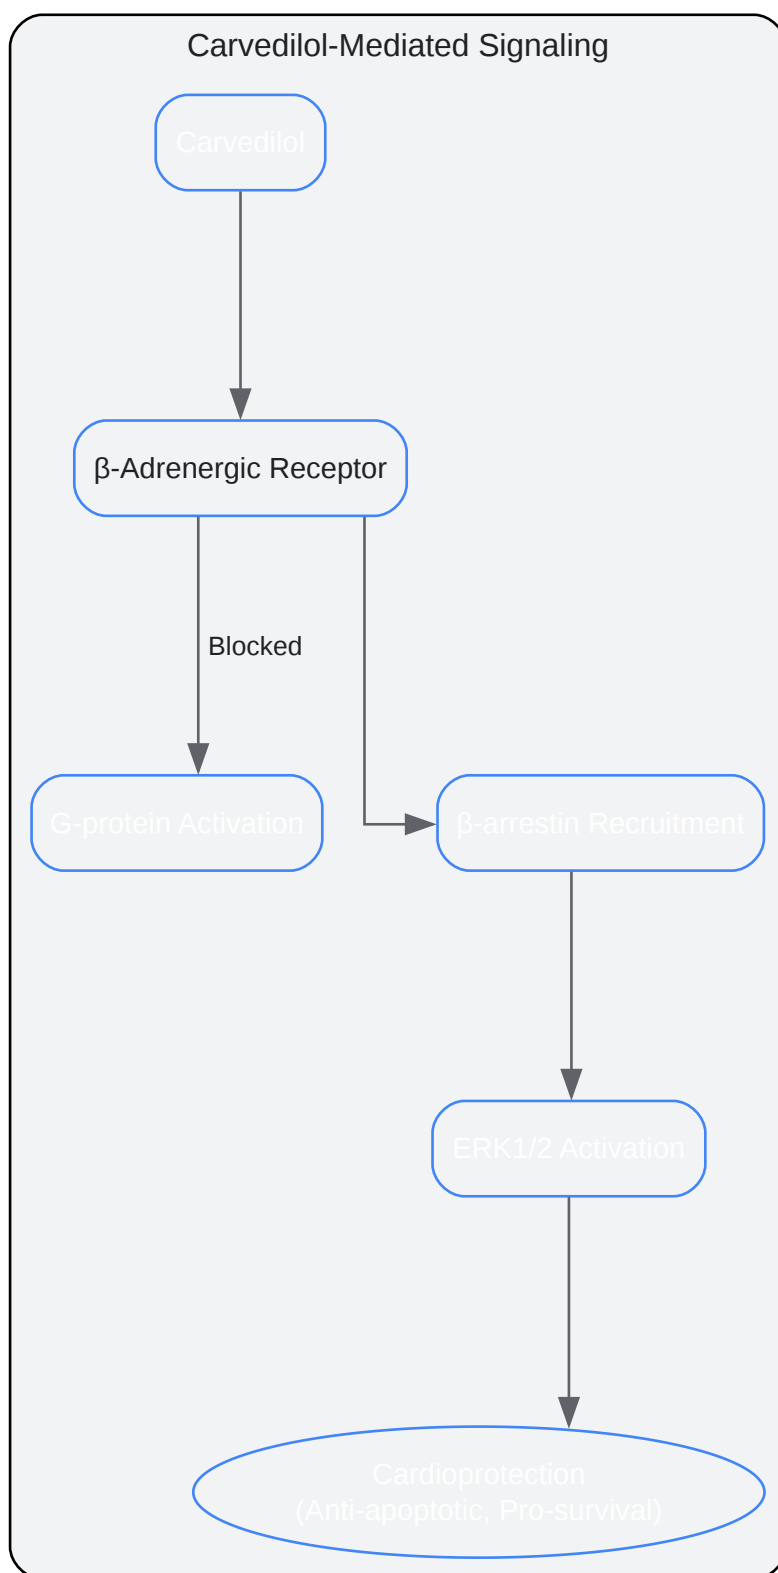 Carvedilol-Mediated Signaling
Carvedilol
β-Adrenergic Receptor
Blocked
G-protein Activation
β-arrestin Recruitment
ERK1/2 Activation
Cardioprotection
(Anti-apoptotic, Pro-survival)